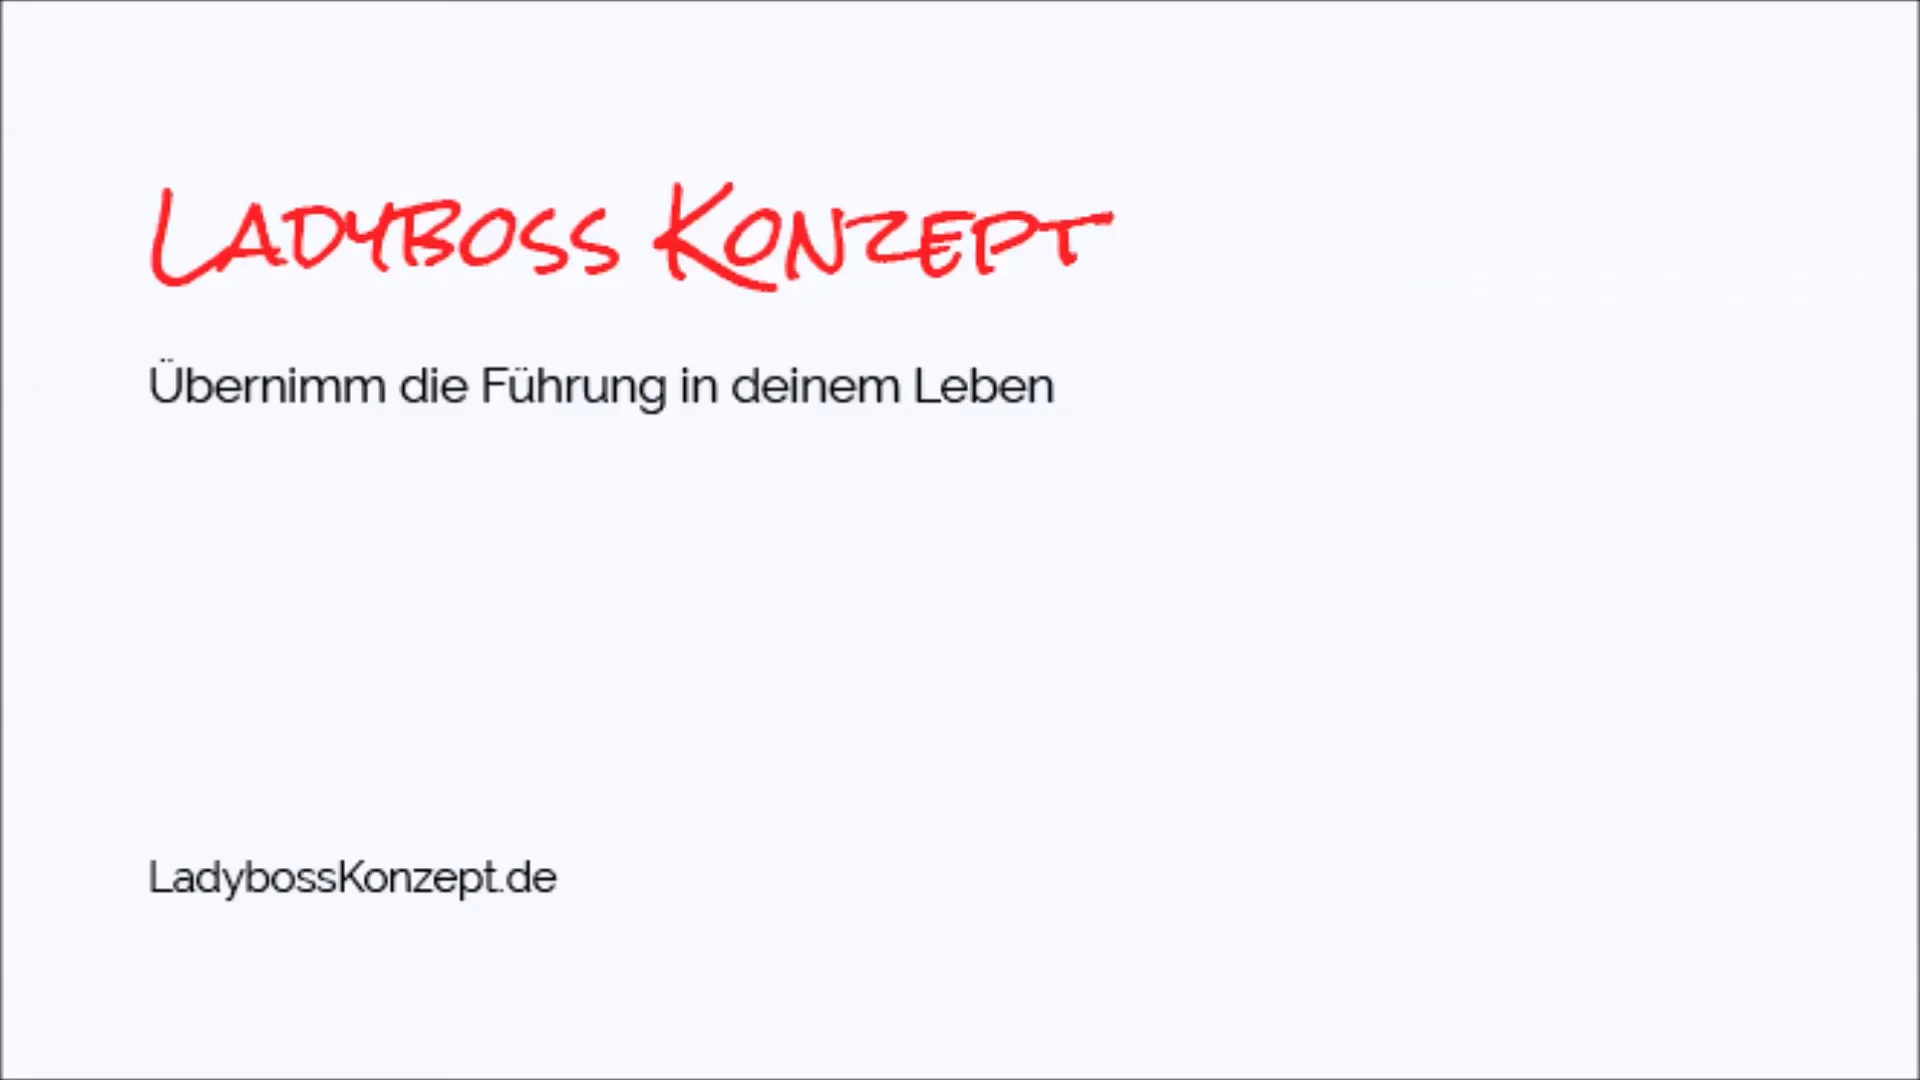 Ladyboss Konzept
Übernimm die Führung in deinem Leben
LadybossKonzept.de